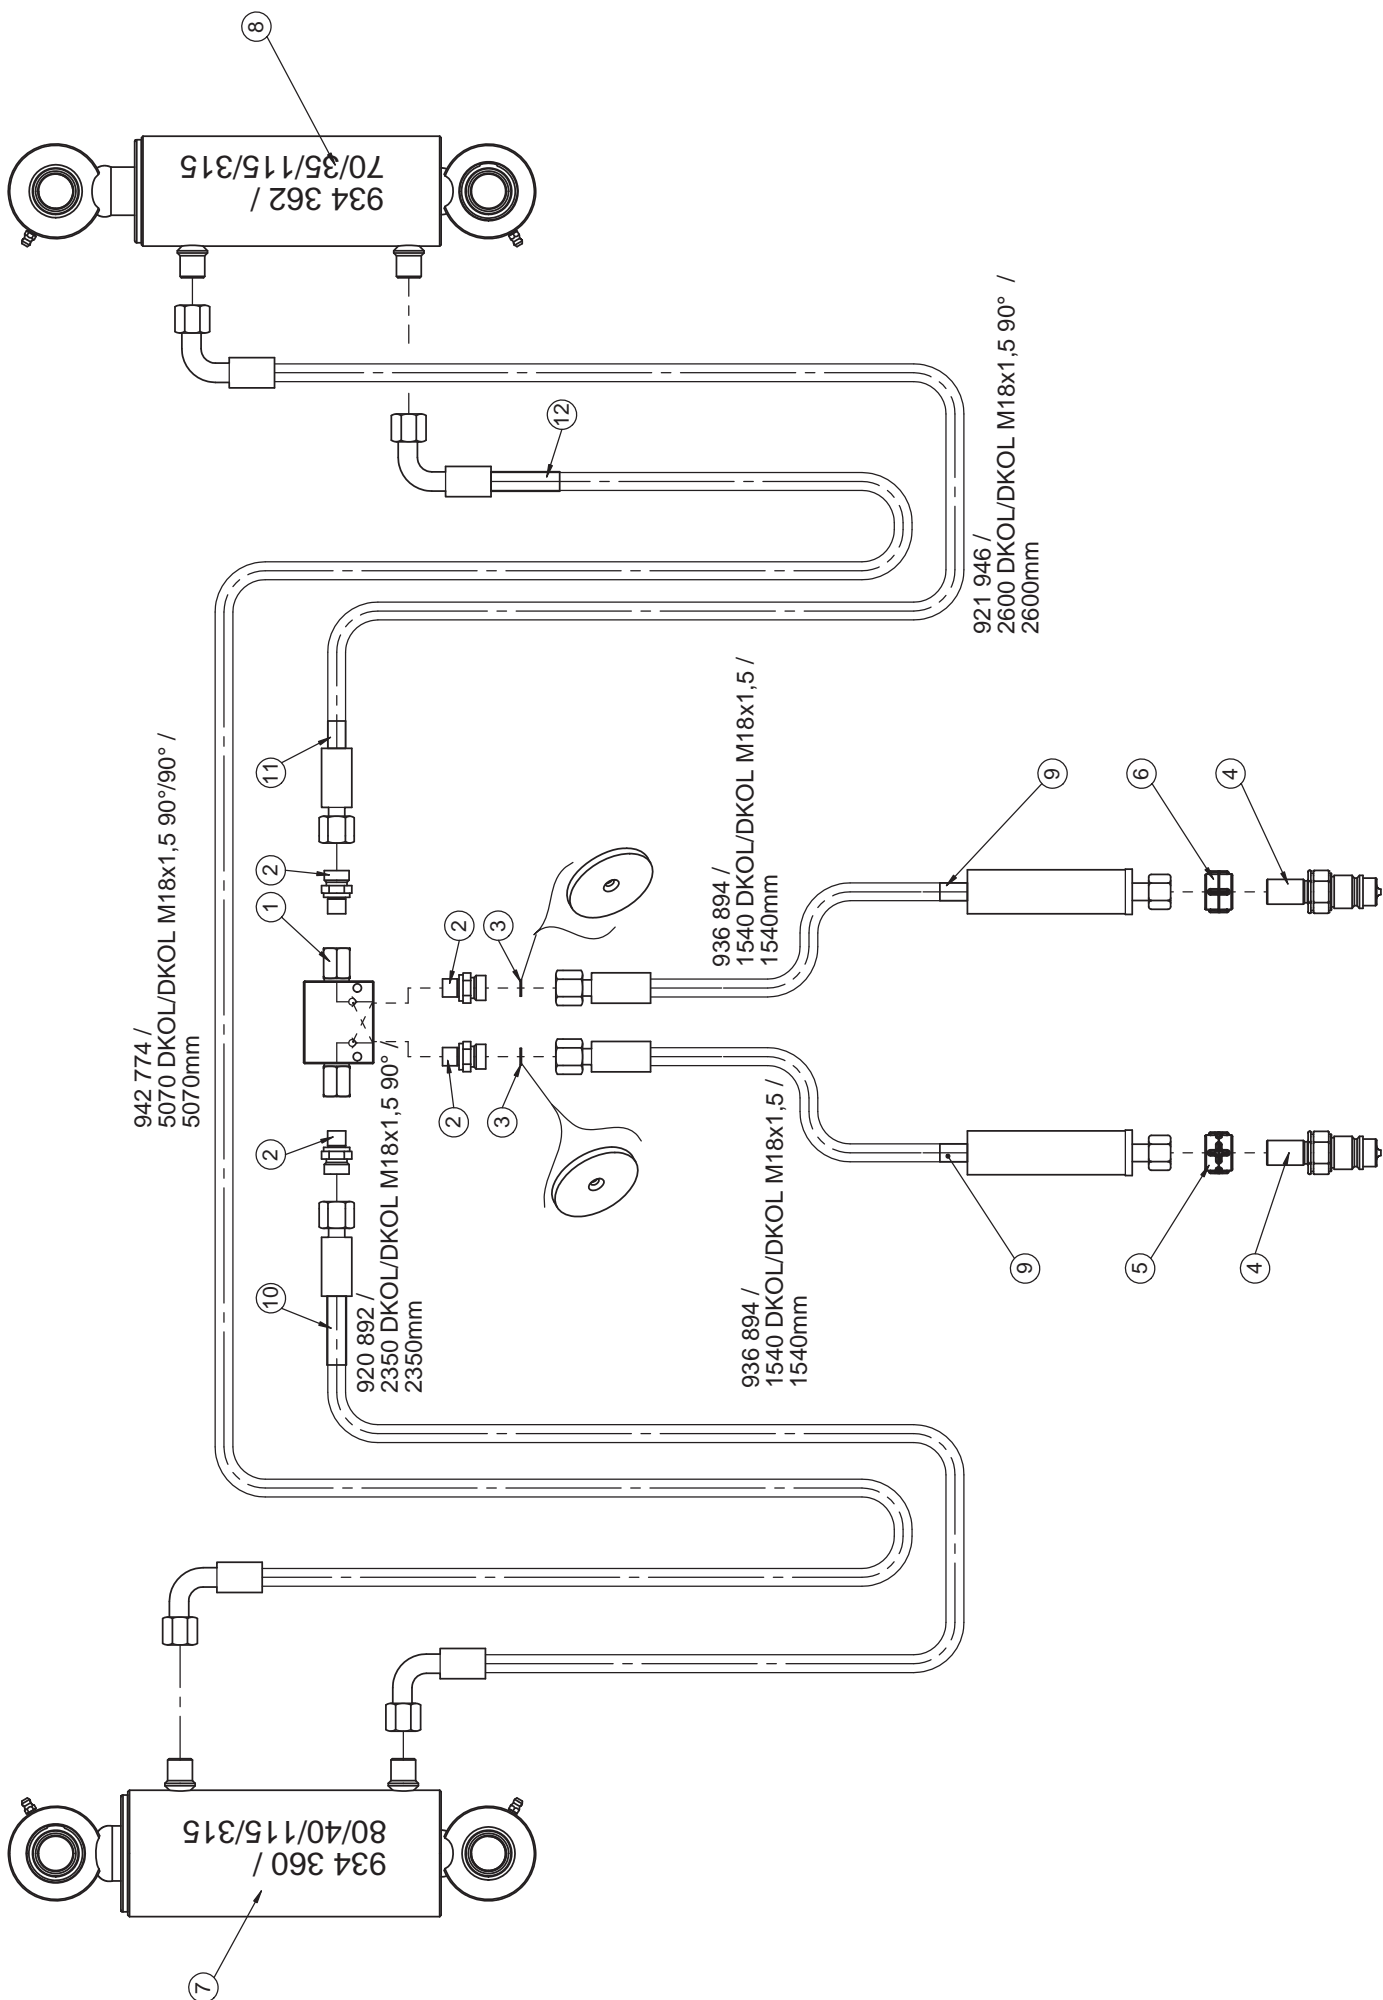 8
934 362 /
70/35/115/315
12
921 946 /
2600 DKOL/DKOL M18x1,5 90° /
2600mm
942 774 /
5070 DKOL/DKOL M18x1,5 90°/90° /
5070mm
11
2
1
2
3
936 894 /
1540 DKOL/DKOL M18x1,5 /
1540mm
9
6
4
2
2
3
10
920 892 /
2350 DKOL/DKOL M18x1,5 90° /
2350mm
936 894 /
1540 DKOL/DKOL M18x1,5 /
1540mm
9
5
4
934 360 /
80/40/115/315
7